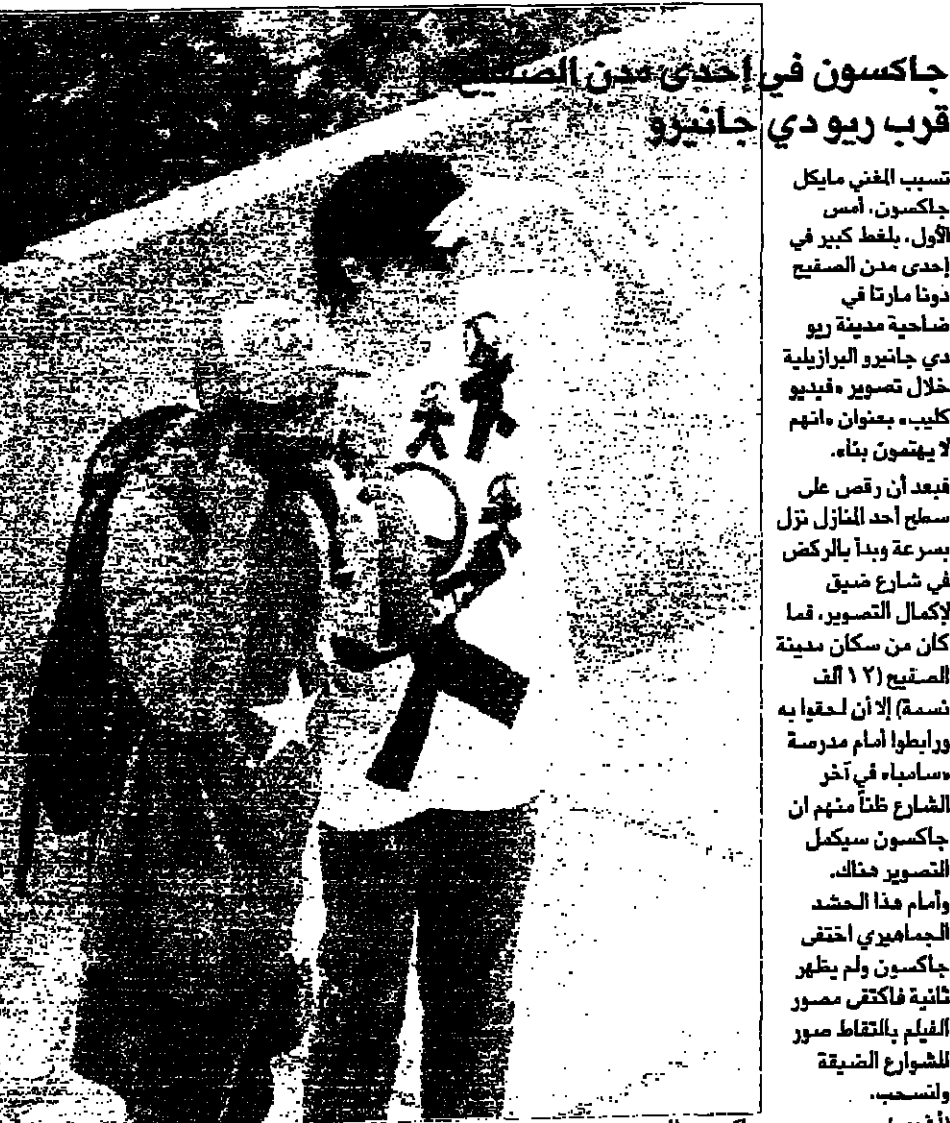 جاكسون في إحدى مدن الصفيح
قرب ريو دي جانيرو
تسبب المغني مايكل
جاكسون، أمس
الأول، بلغط كبير في
إحدى مدن الصفيح
دونا مارتا في
ضاحية مدينة ريو
دي جانيرو البرازيلية
خلال تصوير «فيديو
كليب» بعنوان «انهم
لا يهتمون بنا».
فبعد أن رقص على
سطح أحد المنازل نزل
بسرعة وبدأ بالركض
في شارع ضيق
لإكمال التصوير، فما
كان من سكان مدينة
الصفيح (١٢ ألف
نسمة) إلا أن لحقوا به
ورابطوا أمام مدرسة
«سامبا» في آخر
الشارع ظناً منهم ان
جاكسون سيكمل
التصوير هناك.
وأمام هذا الحشد
الجماهيري اختفى
جاكسون ولم يظهر
ثانية فاكتفى مصور
الفيلم بالتقاط صور
للشوارع الضيقة
وانسحب.